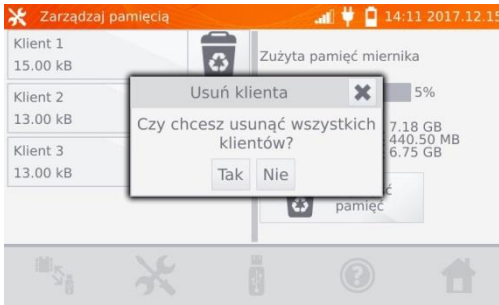 Zarządzaj pamięcią
14:11 2017.12.15
Klient 1
15.00 kB
Klient 2
13.00 kB
Klient 3
13.00 kB
Zużyta pamięć miernika
5%
7.18 GB
440.50 MB
6.75 GB
pamięć
Usuń klienta
Czy chcesz usunąć wszystkich
klientów?
Tak Nie